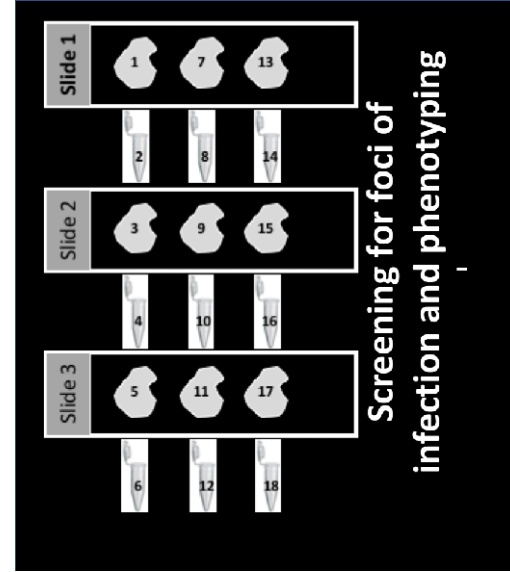 Slide 1
1 7 13
2 8 14
Slide 2
3 9 15
4 10 16
Slide 3
5 11 17
6 12 18
Screening for foci of
infection and phenotyping